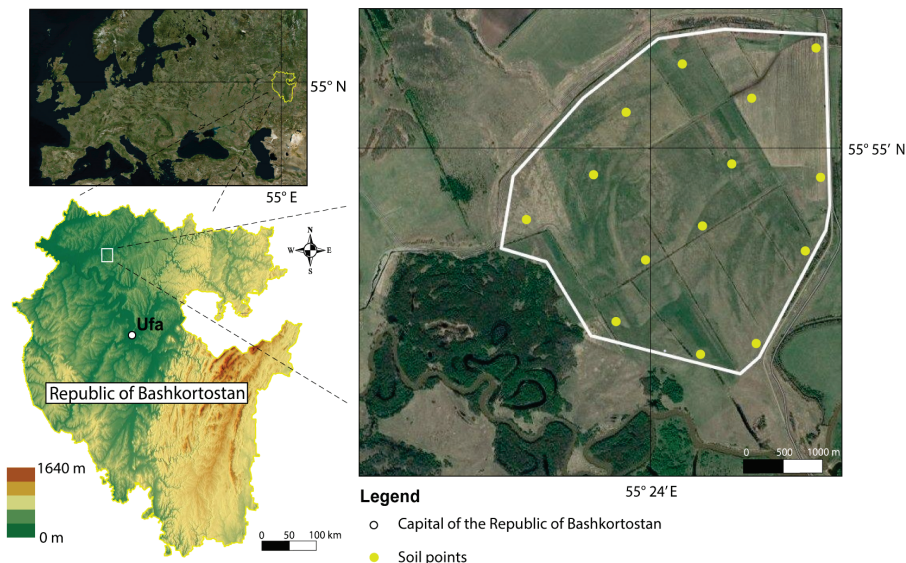 55° N
55° E
N
W E
S
Ufa
Republic of Bashkortostan
1640 m
0 m
0 50 100 km
55° 55′ N
0 500 1000 m
55° 24′ E
Legend
Capital of the Republic of Bashkortostan
Soil points